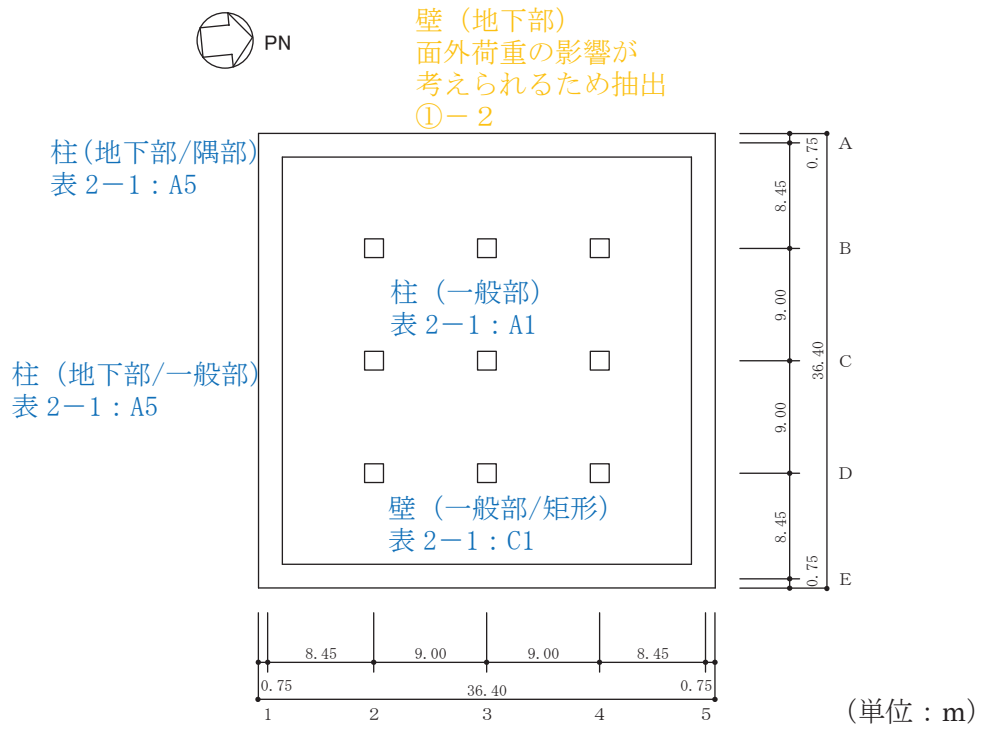 PN
壁（地下部）
面外荷重の影響が
考えられるため抽出
①－２
柱(地下部/隅部)
表 2－1：A5
柱（一般部）
表 2－1：A1
柱（地下部/一般部）
表 2－1：A5
壁（一般部/矩形）
表 2－1：C1
A
0.75
8.45
B
9.00
36.40
C
9.00
D
8.45
0.75
E
8.45
9.00
9.00
8.45
0.75
36.40
0.75
1
2
3
4
5
（単位：m）